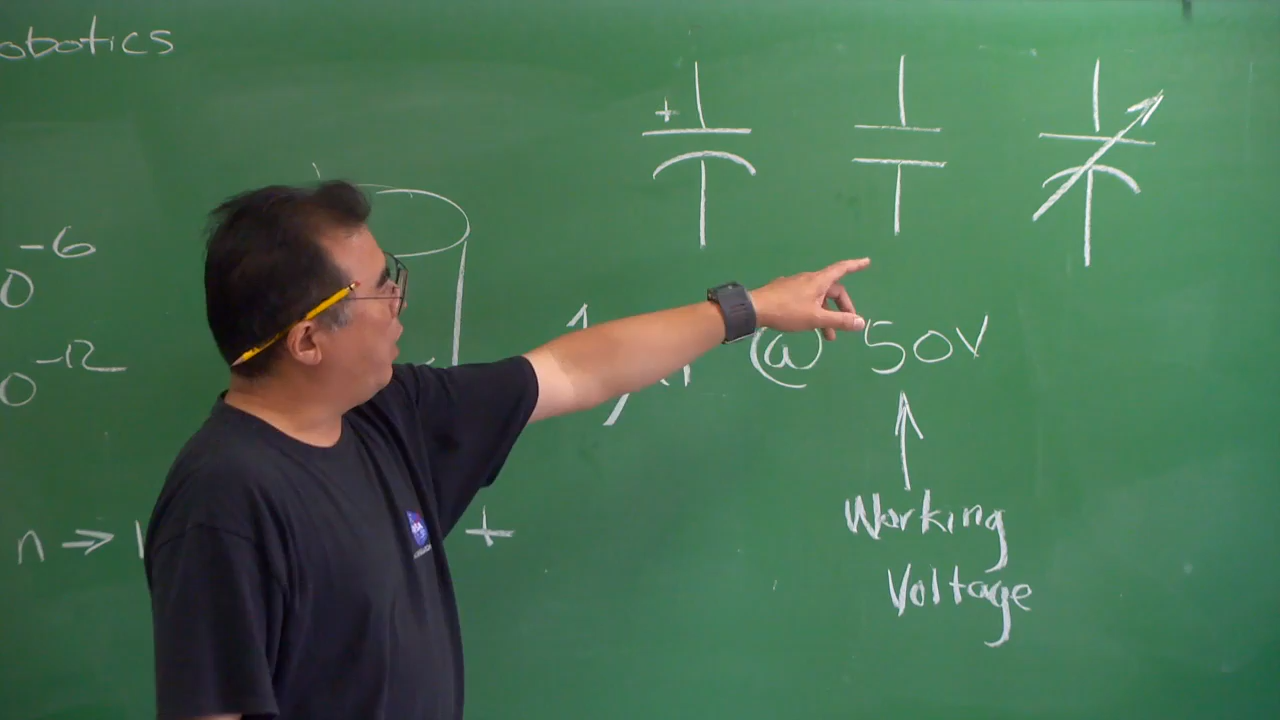 obotics
+
-6
0
@ 50V
-12
0
Working
n → +
Voltage